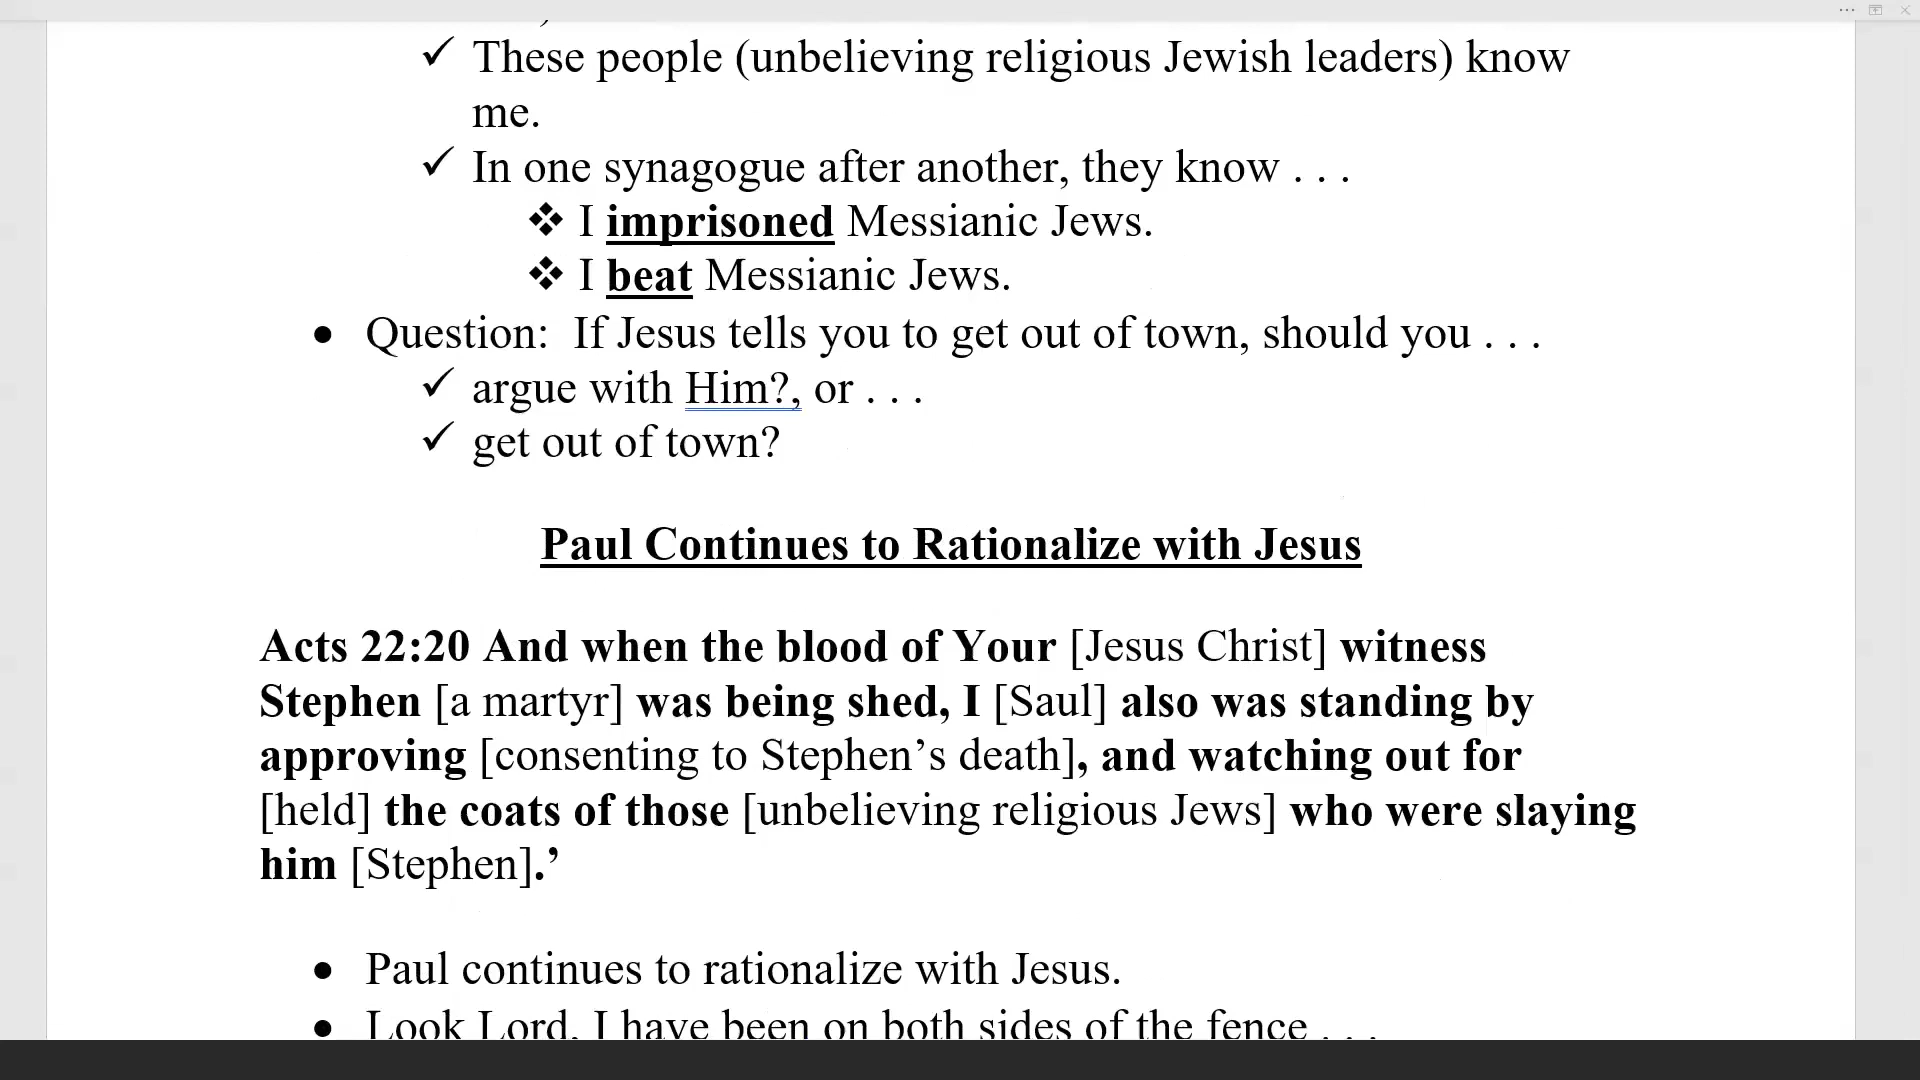 ✓ These people (unbelieving religious Jewish leaders) know
me.
✓ In one synagogue after another, they know . . .
❖ I imprisoned Messianic Jews.
❖ I beat Messianic Jews.
• Question:  If Jesus tells you to get out of town, should you . . .
✓ argue with Him?, or . . .
✓ get out of town?
Paul Continues to Rationalize with Jesus
Acts 22:20 And when the blood of Your [Jesus Christ] witness
Stephen [a martyr] was being shed, I [Saul] also was standing by
approving [consenting to Stephen’s death], and watching out for
[held] the coats of those [unbelieving religious Jews] who were slaying
him [Stephen].’
• Paul continues to rationalize with Jesus.
• Look Lord, I have been on both sides of the fence . . .